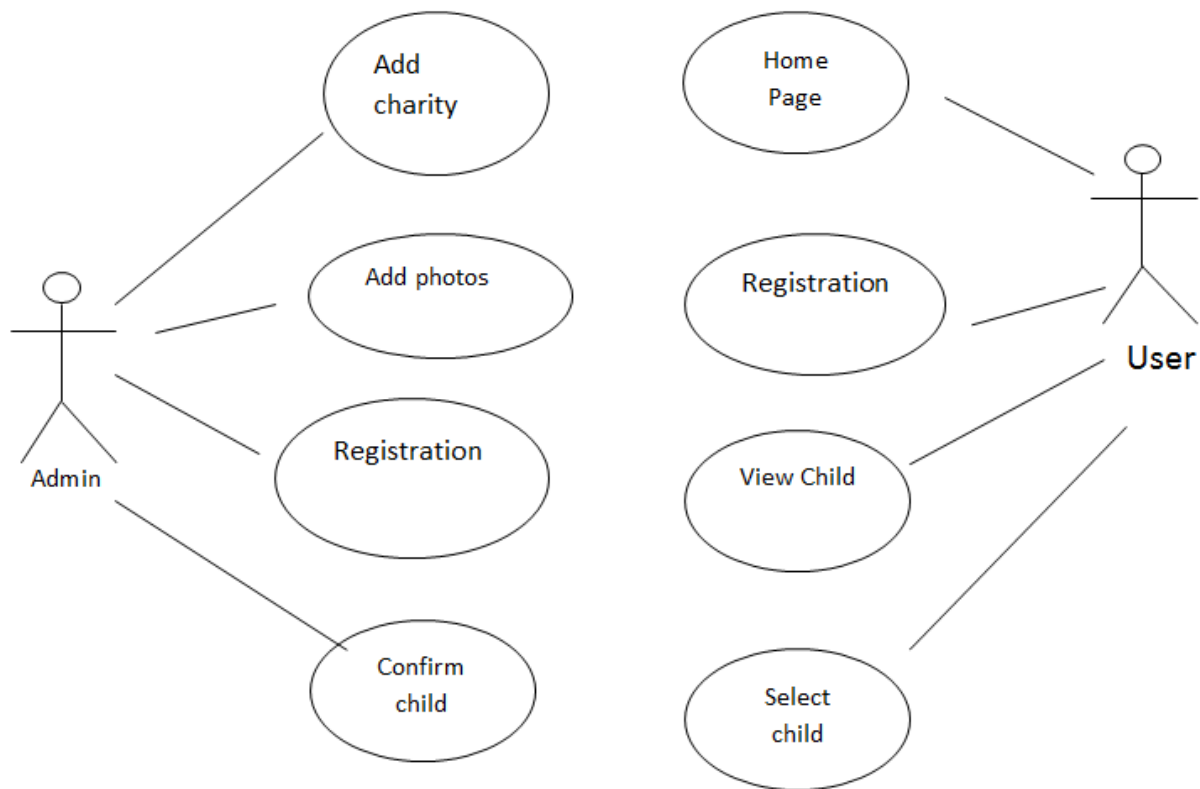 Add
charity
Add photos
Registration
Confirm
child
Admin
Home
Page
Registration
View Child
Select
child
User